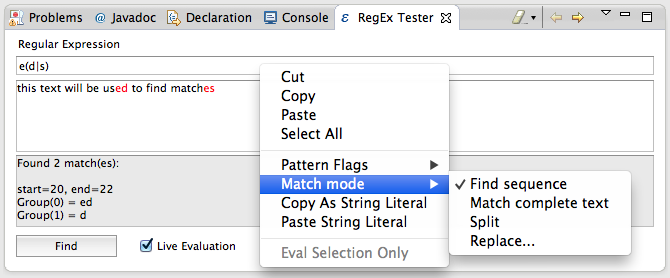 Problems @ Javadoc Declaration Console RegEx Tester
Regular Expression
e(d|s)
this text will be used to find matches
Found 2 match(es):
start=20, end=22
Group(0) = ed
Group(1) = d
Find
Live Evaluation
Cut
Copy
Paste
Select All
Pattern Flags
Match mode
Copy As String Literal
Paste String Literal
Eval Selection Only
Find sequence
Match complete text
Split
Replace...